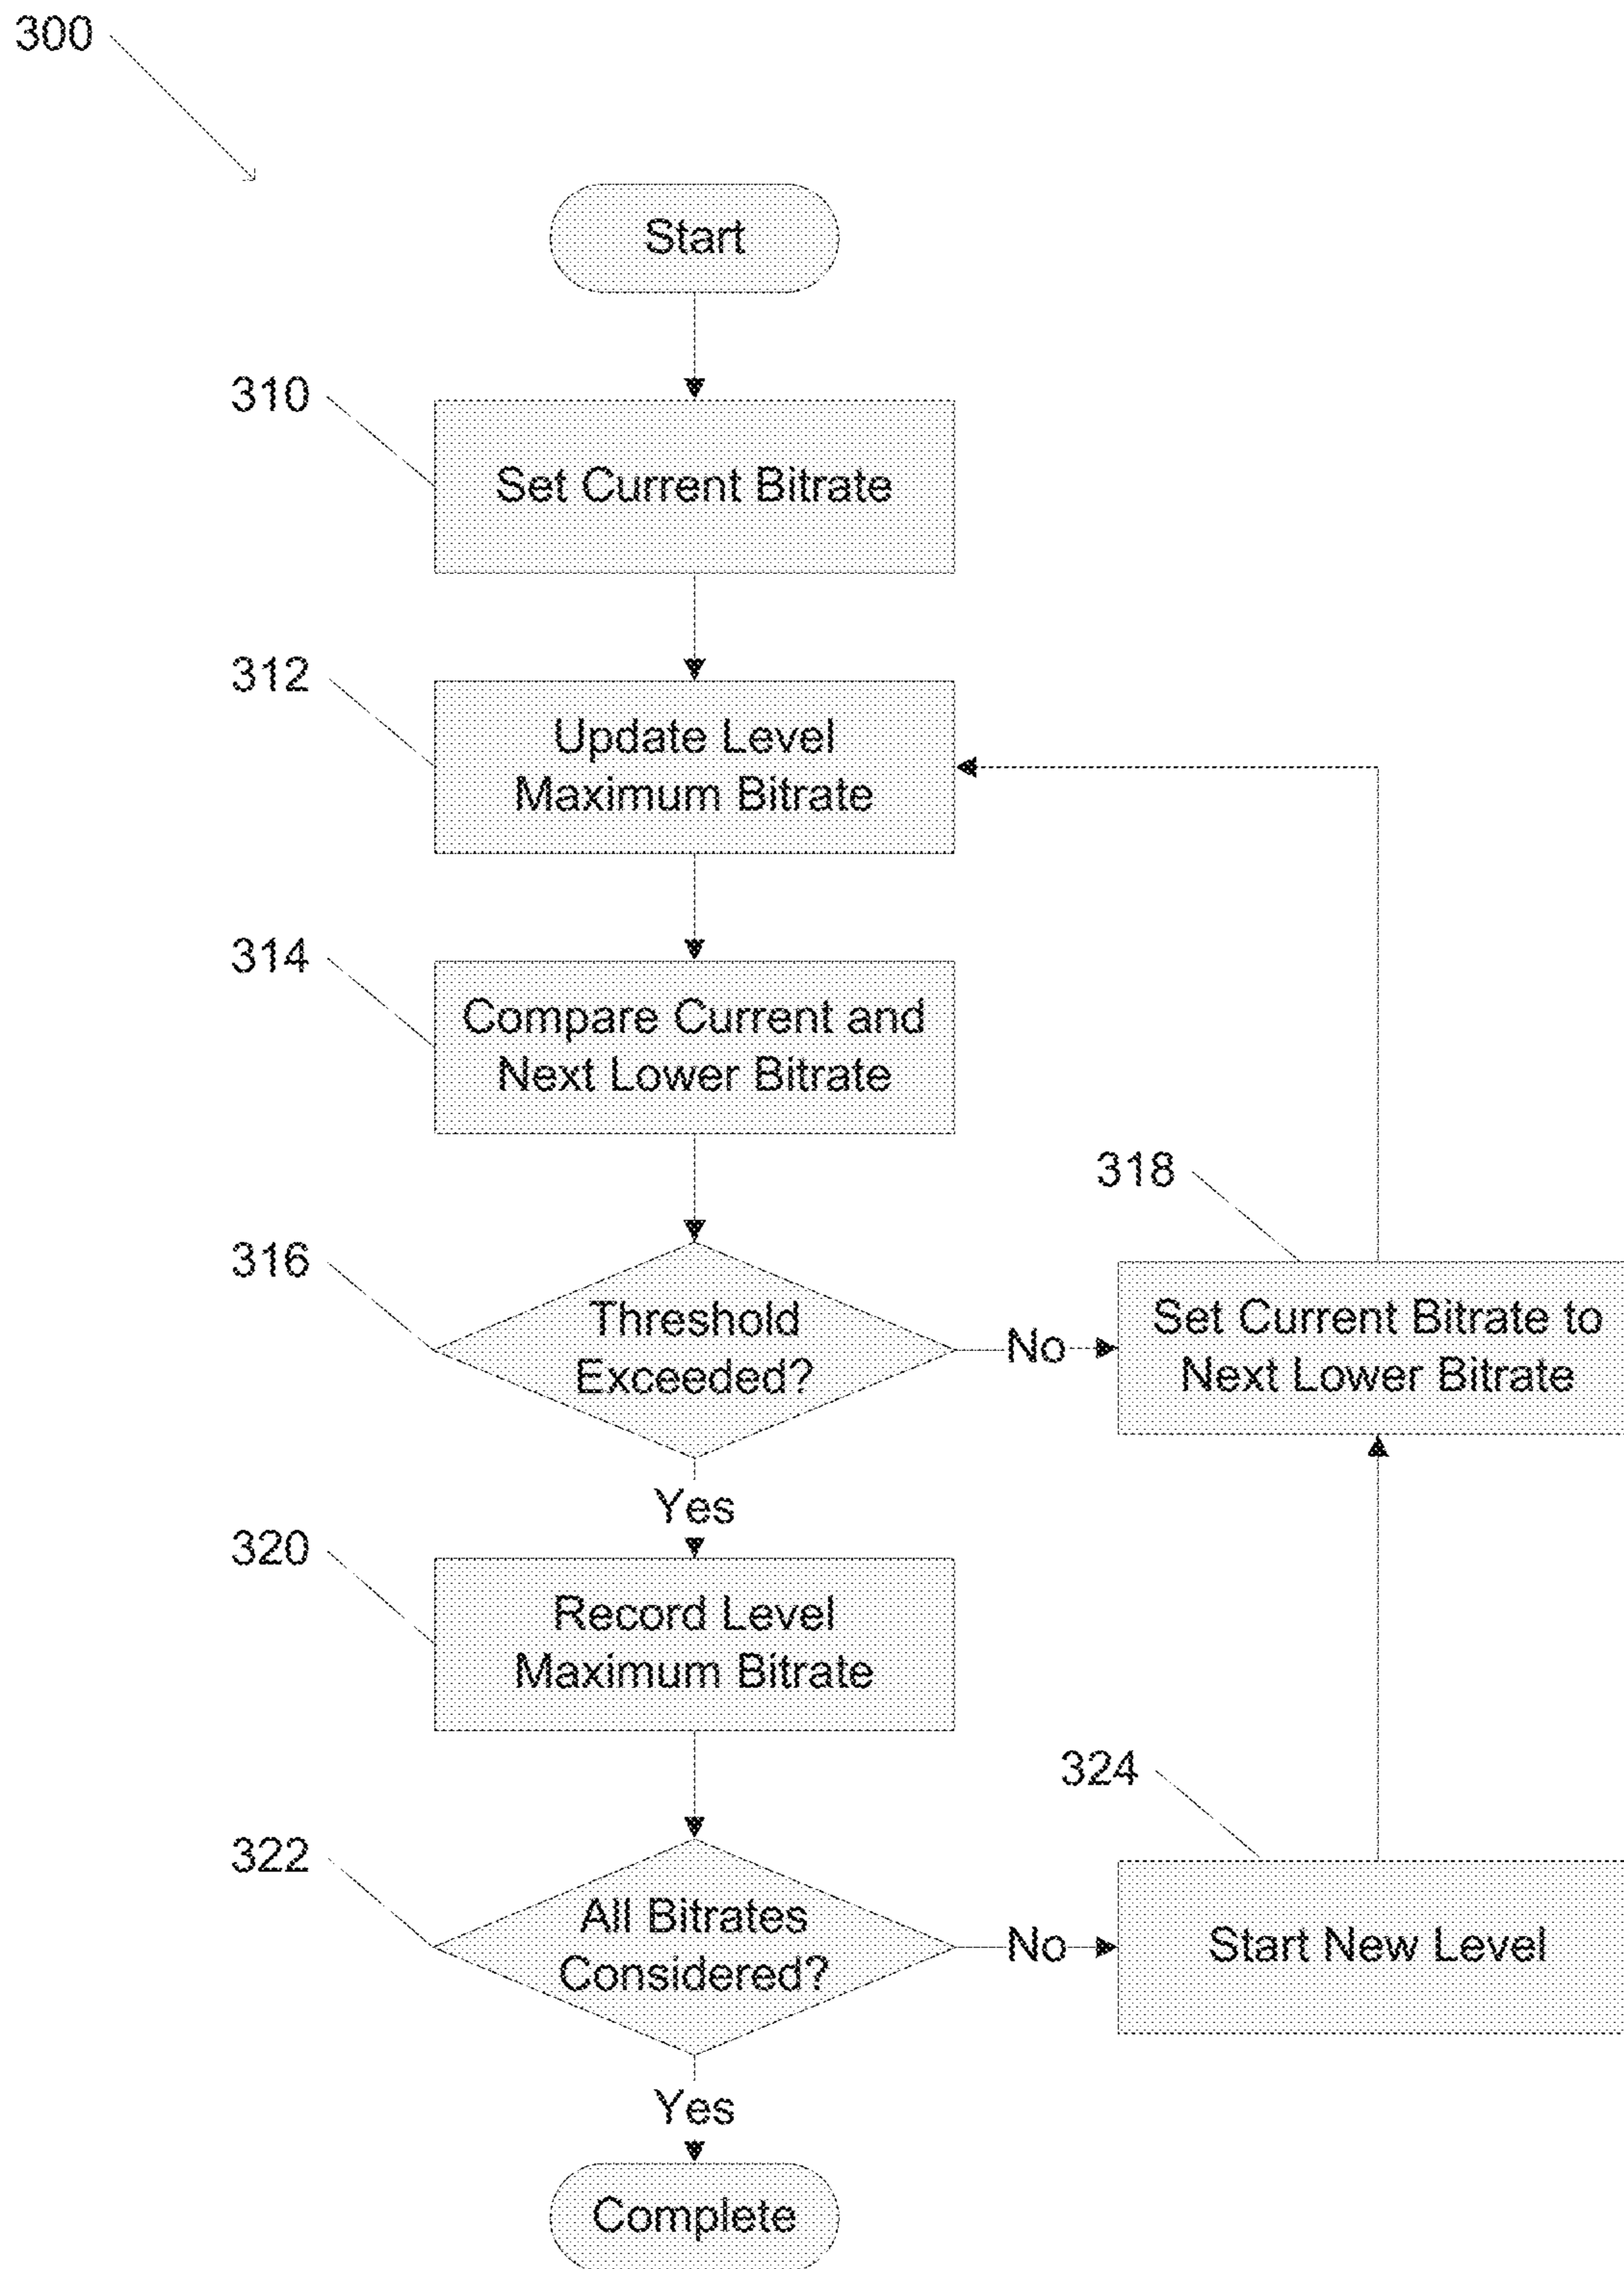 300
Start
310
Set Current Bitrate
312
Update Level
Maximum Bitrate
314
Compare Current and
Next Lower Bitrate
316
Threshold
Exceeded?
No
318
Set Current Bitrate to
Next Lower Bitrate
Yes
320
Record Level
Maximum Bitrate
322
All Bitrates
Considered?
No
324
Start New Level
Yes
Complete